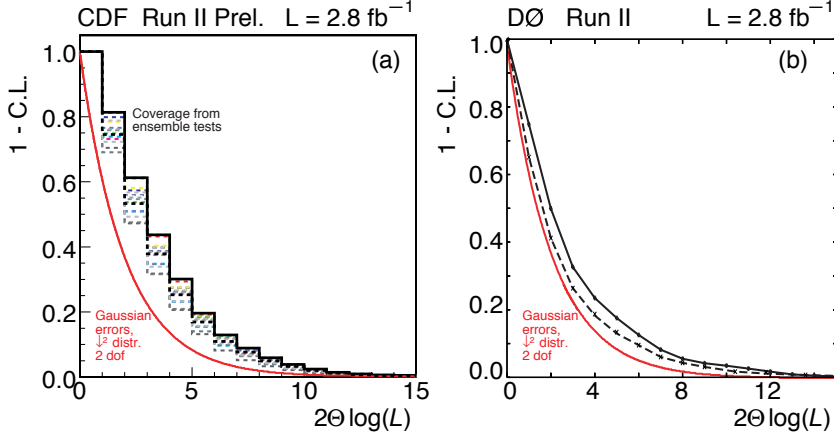 CDF Run II Prel. L = 2.8 fb⁻¹
(a)
Coverage from
ensemble tests
1 - C.L.
1.0
0.8
0.6
0.4
0.2
0.0
Gaussian
errors,
↓² distr.
2 dof
0 5 10 15
2Θ log(L)
DØ Run II L = 2.8 fb⁻¹
(b)
1 - C.L.
1.0
0.8
0.6
0.4
0.2
0.0
Gaussian
errors,
↓² distr.
2 dof
0 4 8 12
2Θ log(L)